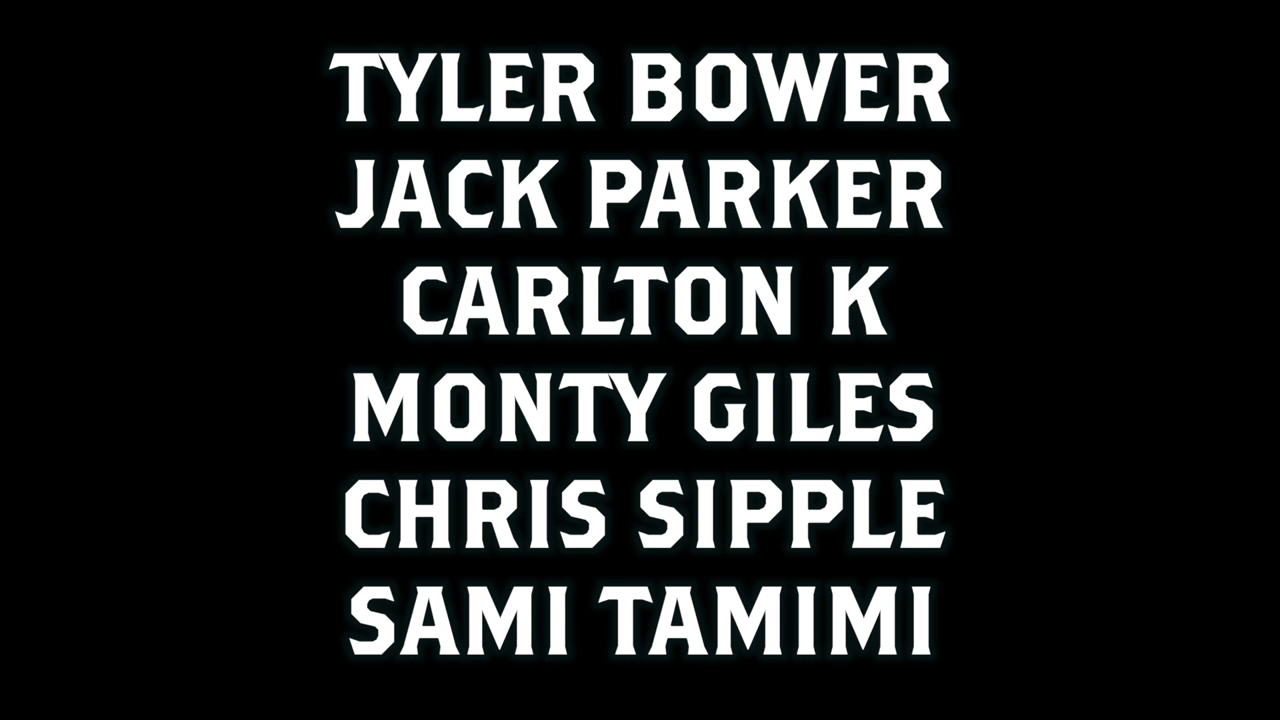 TYLER BOWER
JACK PARKER
CARLTON K
MONTY GILES
CHRIS SIPPLE
SAMI TAMIMI